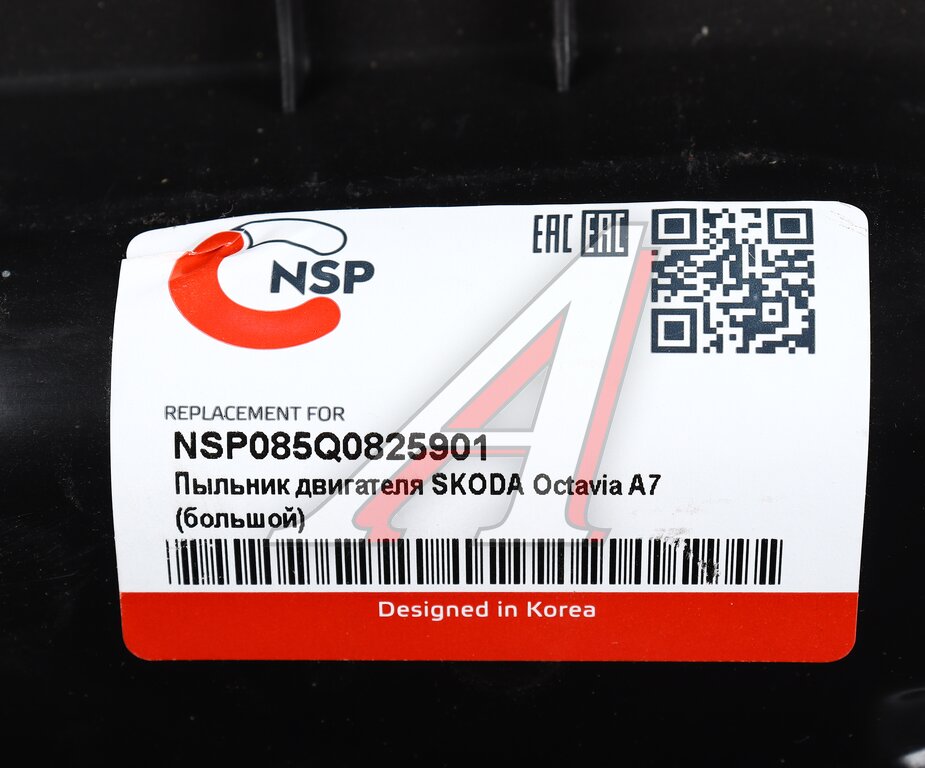 NSP
EAC EAC
REPLACEMENT FOR
NSP085Q0825901
Пыльник двигателя SKODA Octavia A7
(большой)
Designed in Korea